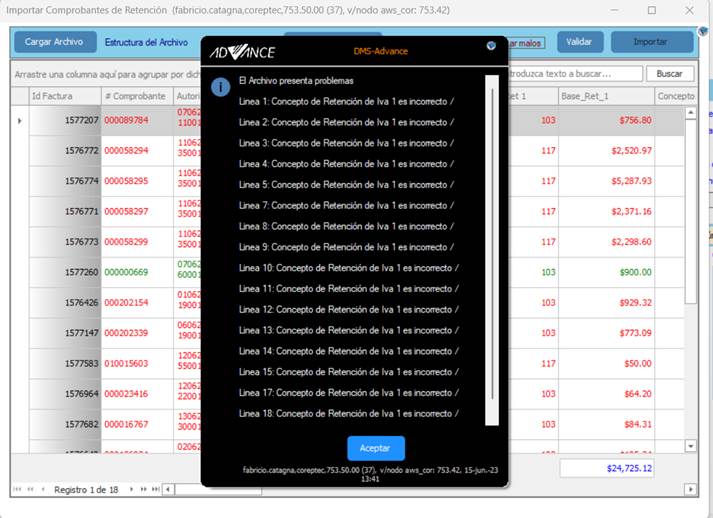 Importar Comprobantes de Retención (fabricio.catagna,coreptec,753.50.00 (37), v/nodo aws_cor: 753.42)
Cargar Archivo
Estructura del Archivo
ar malos
Validar
Importar
Arrastre una columna aquí para agrupar por dich
troduzca texto a buscar...
Buscar
Id Factura # Comprobante Autori
et 1 Base_Ret_1 Concepto
1577207 000089784 07062 11001 103 $756.80
1576772 000058294 11062 35001 117 $2,520.97
1576774 000058295 11062 35001 117 $5,287.93
1576771 000058297 11062 35001 117 $2,371.16
1576773 000058299 11062 35001 117 $2,298.60
1577260 000000669 07062 60001 103 $900.00
1576426 000202154 01062 19001 103 $929.32
1577147 000202339 06062 19001 103 $773.09
1577583 010015603 12062 55001 117 $50.00
1576964 000023416 12062 22001 103 $64.20
1577682 000016767 13062 30001 103 $84.31
02062
$24,725.12
Registro 1 de 18
ADVANCE
DMS-Advance
El Archivo presenta problemas
Linea 1: Concepto de Retención de Iva 1 es incorrecto /
Linea 2: Concepto de Retención de Iva 1 es incorrecto /
Linea 3: Concepto de Retención de Iva 1 es incorrecto /
Linea 4: Concepto de Retención de Iva 1 es incorrecto /
Linea 5: Concepto de Retención de Iva 1 es incorrecto /
Linea 7: Concepto de Retención de Iva 1 es incorrecto /
Linea 8: Concepto de Retención de Iva 1 es incorrecto /
Linea 9: Concepto de Retención de Iva 1 es incorrecto /
Linea 10: Concepto de Retención de Iva 1 es incorrecto /
Linea 11: Concepto de Retención de Iva 1 es incorrecto /
Linea 12: Concepto de Retención de Iva 1 es incorrecto /
Linea 13: Concepto de Retención de Iva 1 es incorrecto /
Linea 14: Concepto de Retención de Iva 1 es incorrecto /
Linea 15: Concepto de Retención de Iva 1 es incorrecto /
Linea 17: Concepto de Retención de Iva 1 es incorrecto /
Linea 18: Concepto de Retención de Iva 1 es incorrecto /
Aceptar
fabricio.catagna,coreptec,753.50.00 (37), v/nodo aws_cor: 753.42, 15-jun.-23
13:41